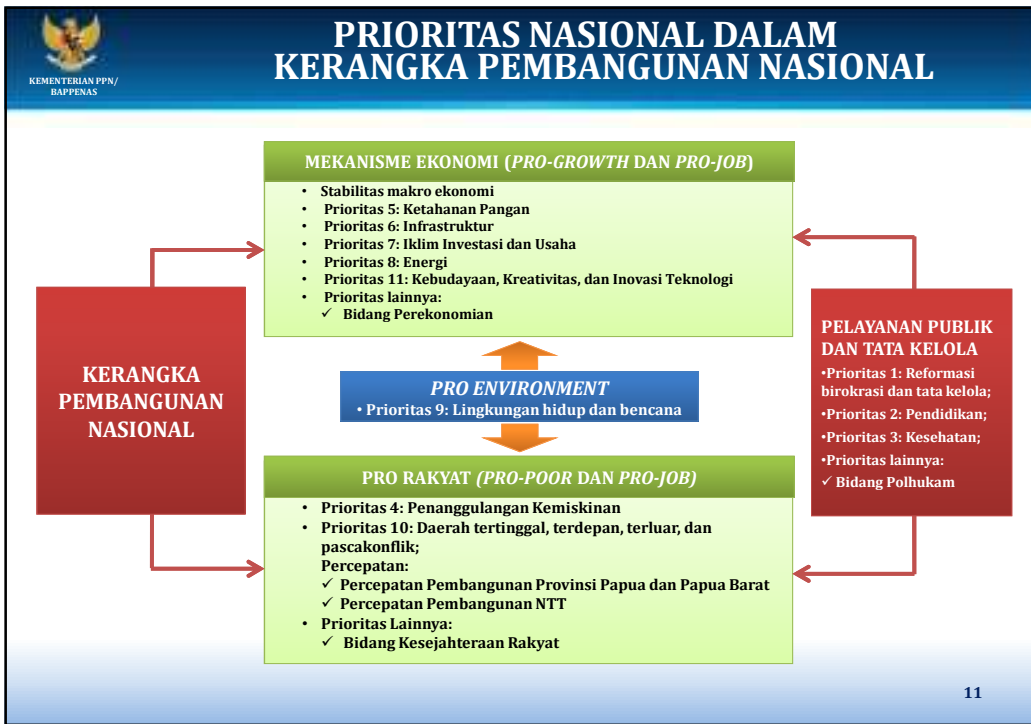 KEMENTERIAN PPN/
BAPPENAS
PRIORITAS NASIONAL DALAM
KERANGKA PEMBANGUNAN NASIONAL
MEKANISME EKONOMI (PRO-GROWTH DAN PRO-JOB)
• Stabilitas makro ekonomi
• Prioritas 5: Ketahanan Pangan
• Prioritas 6: Infrastruktur
• Prioritas 7: Iklim Investasi dan Usaha
• Prioritas 8: Energi
• Prioritas 11: Kebudayaan, Kreativitas, dan Inovasi Teknologi
• Prioritas lainnya:
✓ Bidang Perekonomian
KERANGKA
PEMBANGUNAN
NASIONAL
PRO ENVIRONMENT
• Prioritas 9: Lingkungan hidup dan bencana
PELAYANAN PUBLIK
DAN TATA KELOLA
•Prioritas 1: Reformasi
birokrasi dan tata kelola;
•Prioritas 2: Pendidikan;
•Prioritas 3: Kesehatan;
•Prioritas lainnya:
✓ Bidang Polhukam
PRO RAKYAT (PRO-POOR DAN PRO-JOB)
• Prioritas 4: Penanggulangan Kemiskinan
• Prioritas 10: Daerah tertinggal, terdepan, terluar, dan
pascakonflik;
Percepatan:
✓ Percepatan Pembangunan Provinsi Papua dan Papua Barat
✓ Percepatan Pembangunan NTT
• Prioritas Lainnya:
✓ Bidang Kesejahteraan Rakyat
11